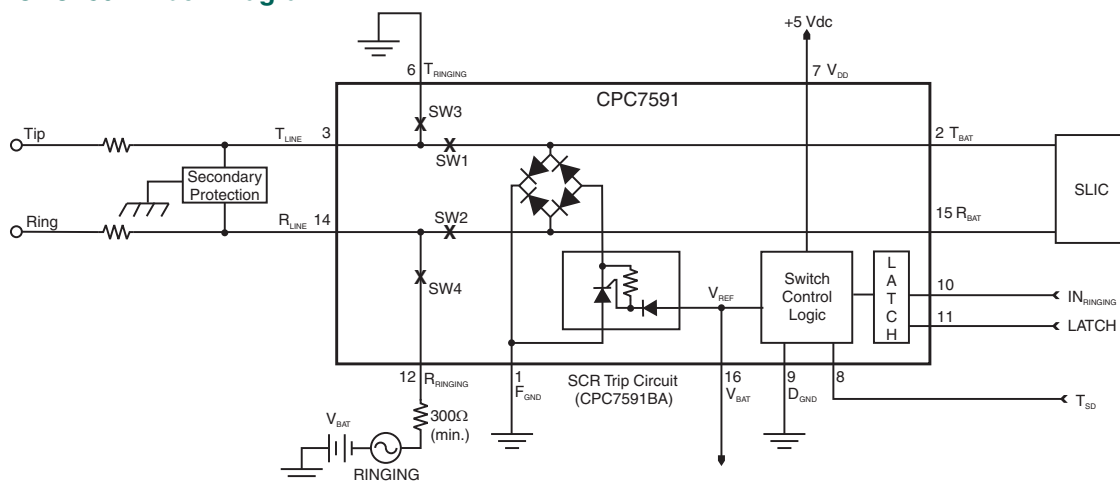 +5 Vdc
6 T_RINGING
7 V_DD
CPC7591
SW3
Tip
T_LINE 3
2 T_BAT
SW1
Secondary
Protection
SLIC
Ring
R_LINE 14
SW2
15 R_BAT
SW4
V_REF
Switch
Control
Logic
L
A
T
C
H
10
IN_RINGING
11
LATCH
12 R_RINGING
1
F_GND
SCR Trip Circuit
(CPC7591BA)
16
V_BAT
9
D_GND
8
T_SD
300Ω
(min.)
V_BAT
RINGING